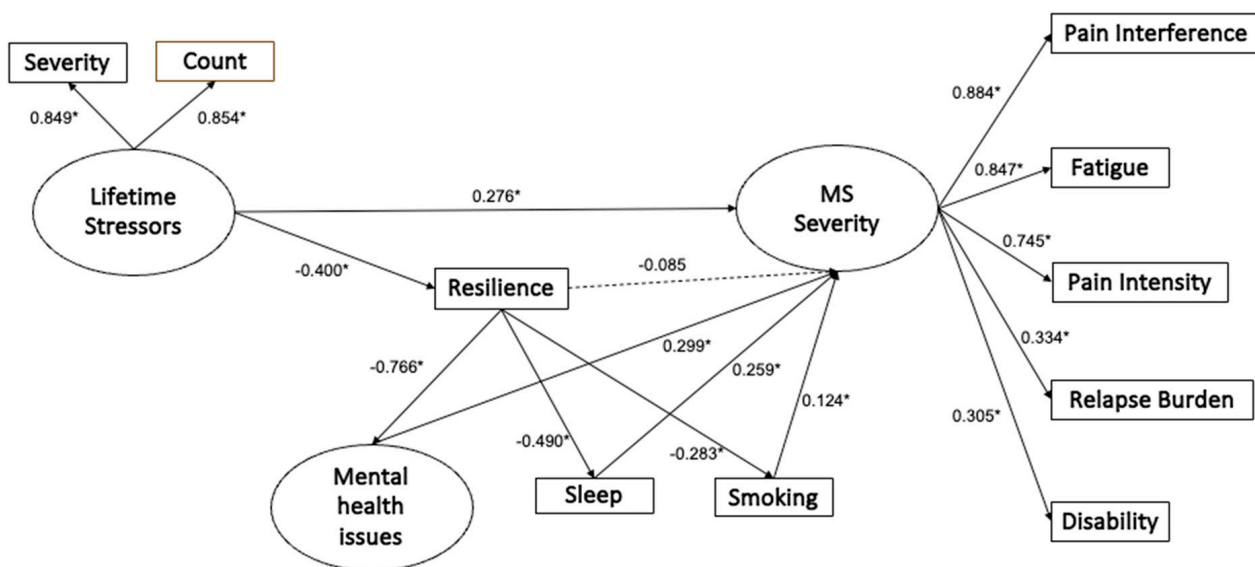 Pain Interference
Severity
Count
0.849*
0.854*
0.884*
Lifetime
Stressors
0.276*
MS
Severity
0.847*
Fatigue
-0.400*
Resilience
-0.085
0.745*
Pain Intensity
-0.766*
0.299*
0.259*
0.124*
0.334*
Relapse Burden
0.305*
-0.490*
-0.283*
Mental
health
issues
Sleep
Smoking
Disability